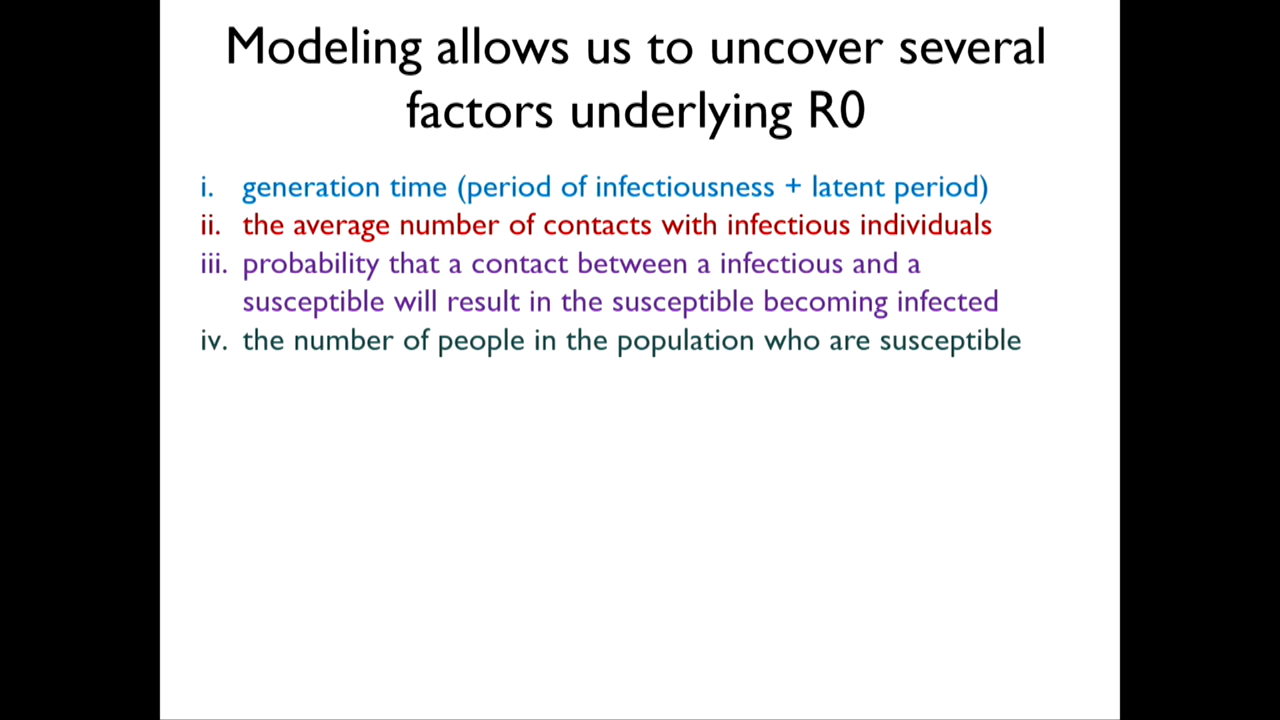 Modeling allows us to uncover several
factors underlying R0
i. generation time (period of infectiousness + latent period)
ii. the average number of contacts with infectious individuals
iii. probability that a contact between a infectious and a
susceptible will result in the susceptible becoming infected
iv. the number of people in the population who are susceptible